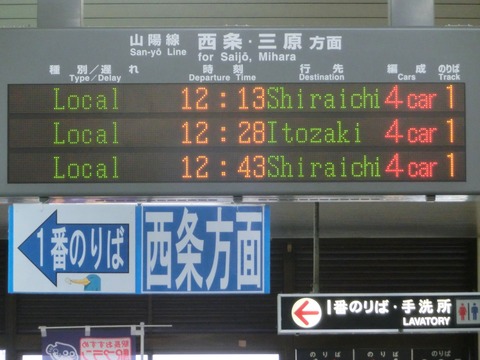 山陽線 西条・三原 方面
San-yō Line for Saijō, Mihara
種別／遅れ 時刻 行先 編成 のりば
Type/Delay Departure Time Destination Cars Track
Local 12:13 Shiraichi 4 car 1
Local 12:28 Itozaki 4 car 1
Local 12:43 Shiraichi 4 car 1
1番のりば 西条方面
1番のりば・手洗所
LAVATORY